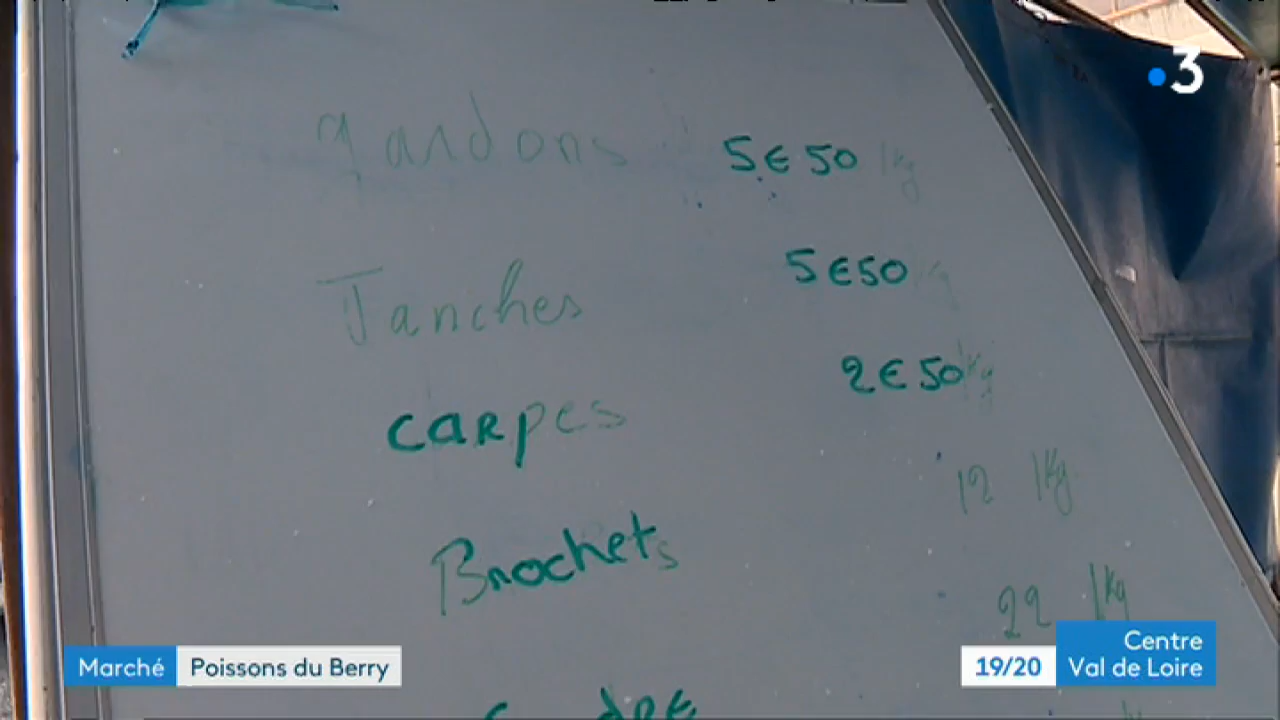 3
Gardons 5€50 /kg
Tanches 5€50 /kg
CARPES 2€50 /kg
Brochets 12 /kg
22 /kg
Marché Poissons du Berry
19/20 Centre
Val de Loire